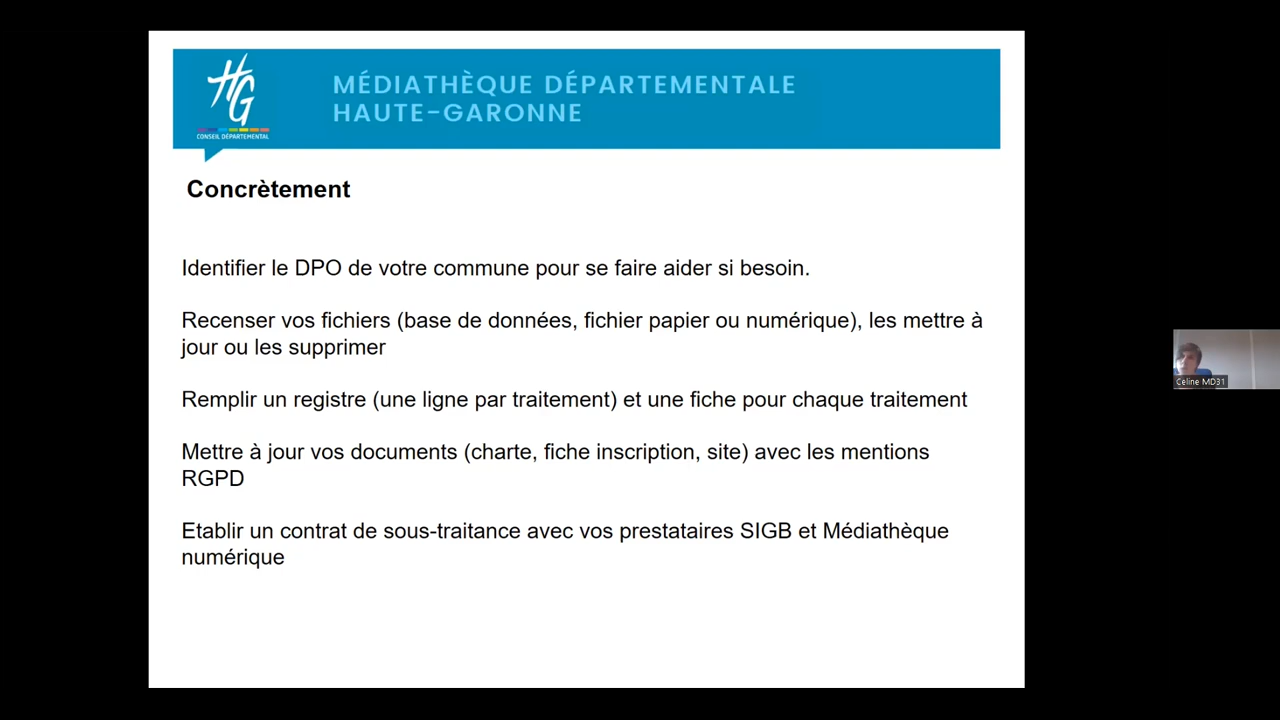 HG
CONSEIL DÉPARTEMENTAL
MÉDIATHÈQUE DÉPARTEMENTALE
HAUTE-GARONNE
Concrètement
Identifier le DPO de votre commune pour se faire aider si besoin.
Recenser vos fichiers (base de données, fichier papier ou numérique), les mettre à
jour ou les supprimer
Remplir un registre (une ligne par traitement) et une fiche pour chaque traitement
Mettre à jour vos documents (charte, fiche inscription, site) avec les mentions
RGPD
Etablir un contrat de sous-traitance avec vos prestataires SIGB et Médiathèque
numérique
Celine MD31